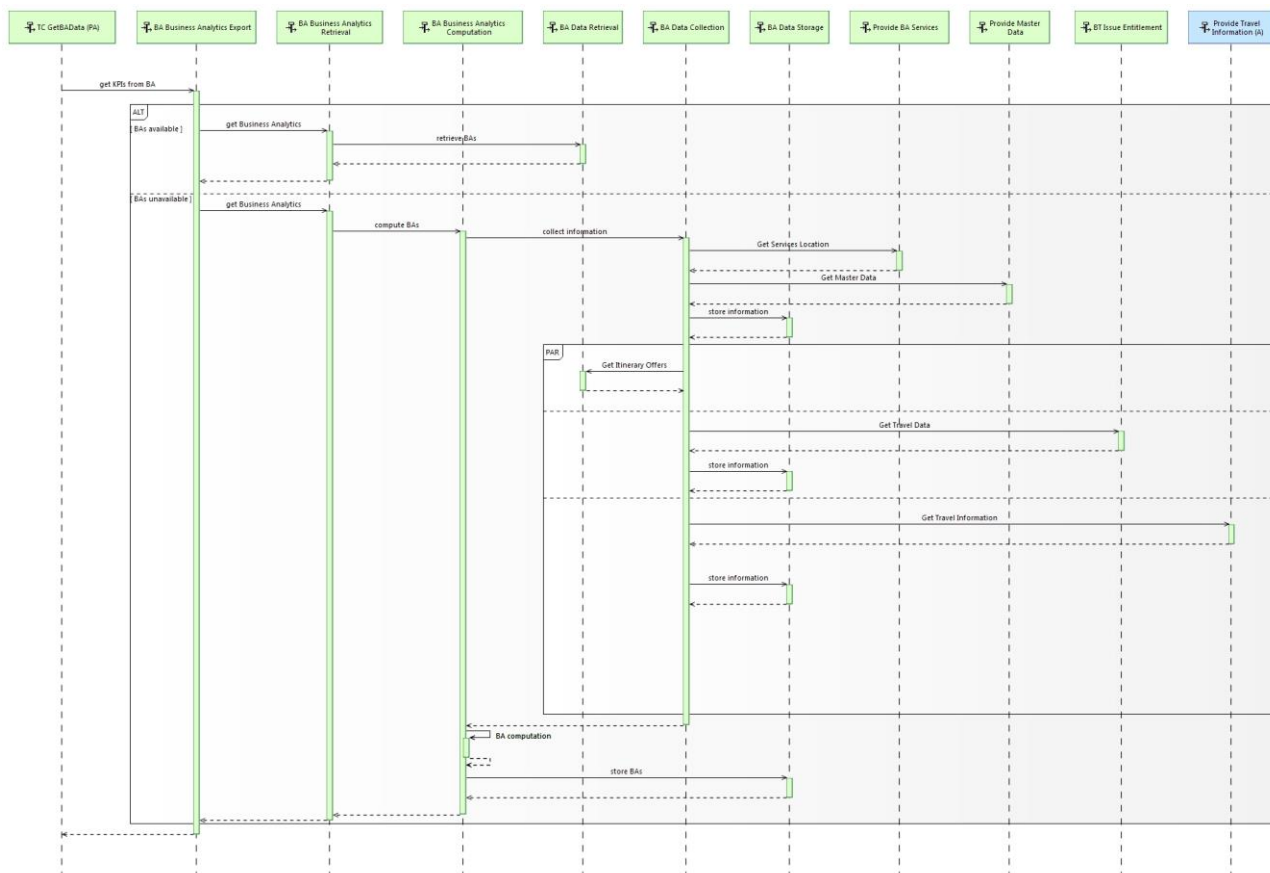 TC GetBAData (PA)
BA Business Analytics Export
BA Business Analytics
Retrieval
BA Business Analytics
Computation
BA Data Retrieval
BA Data Collection
BA Data Storage
Provide BA Services
Provide Master
Data
BT Issue Entitlement
Provide Travel
Information (A)
get KPIs from BA
ALT
[ BAs available ]
get Business Analytics
retrieve BAs
[ BAs unavailable ]
get Business Analytics
compute BAs
collect information
Get Services Location
Get Master Data
store information
PAR
Get Itinerary Offers
Get Travel Data
store information
Get Travel Information
store information
BA computation
store BAs